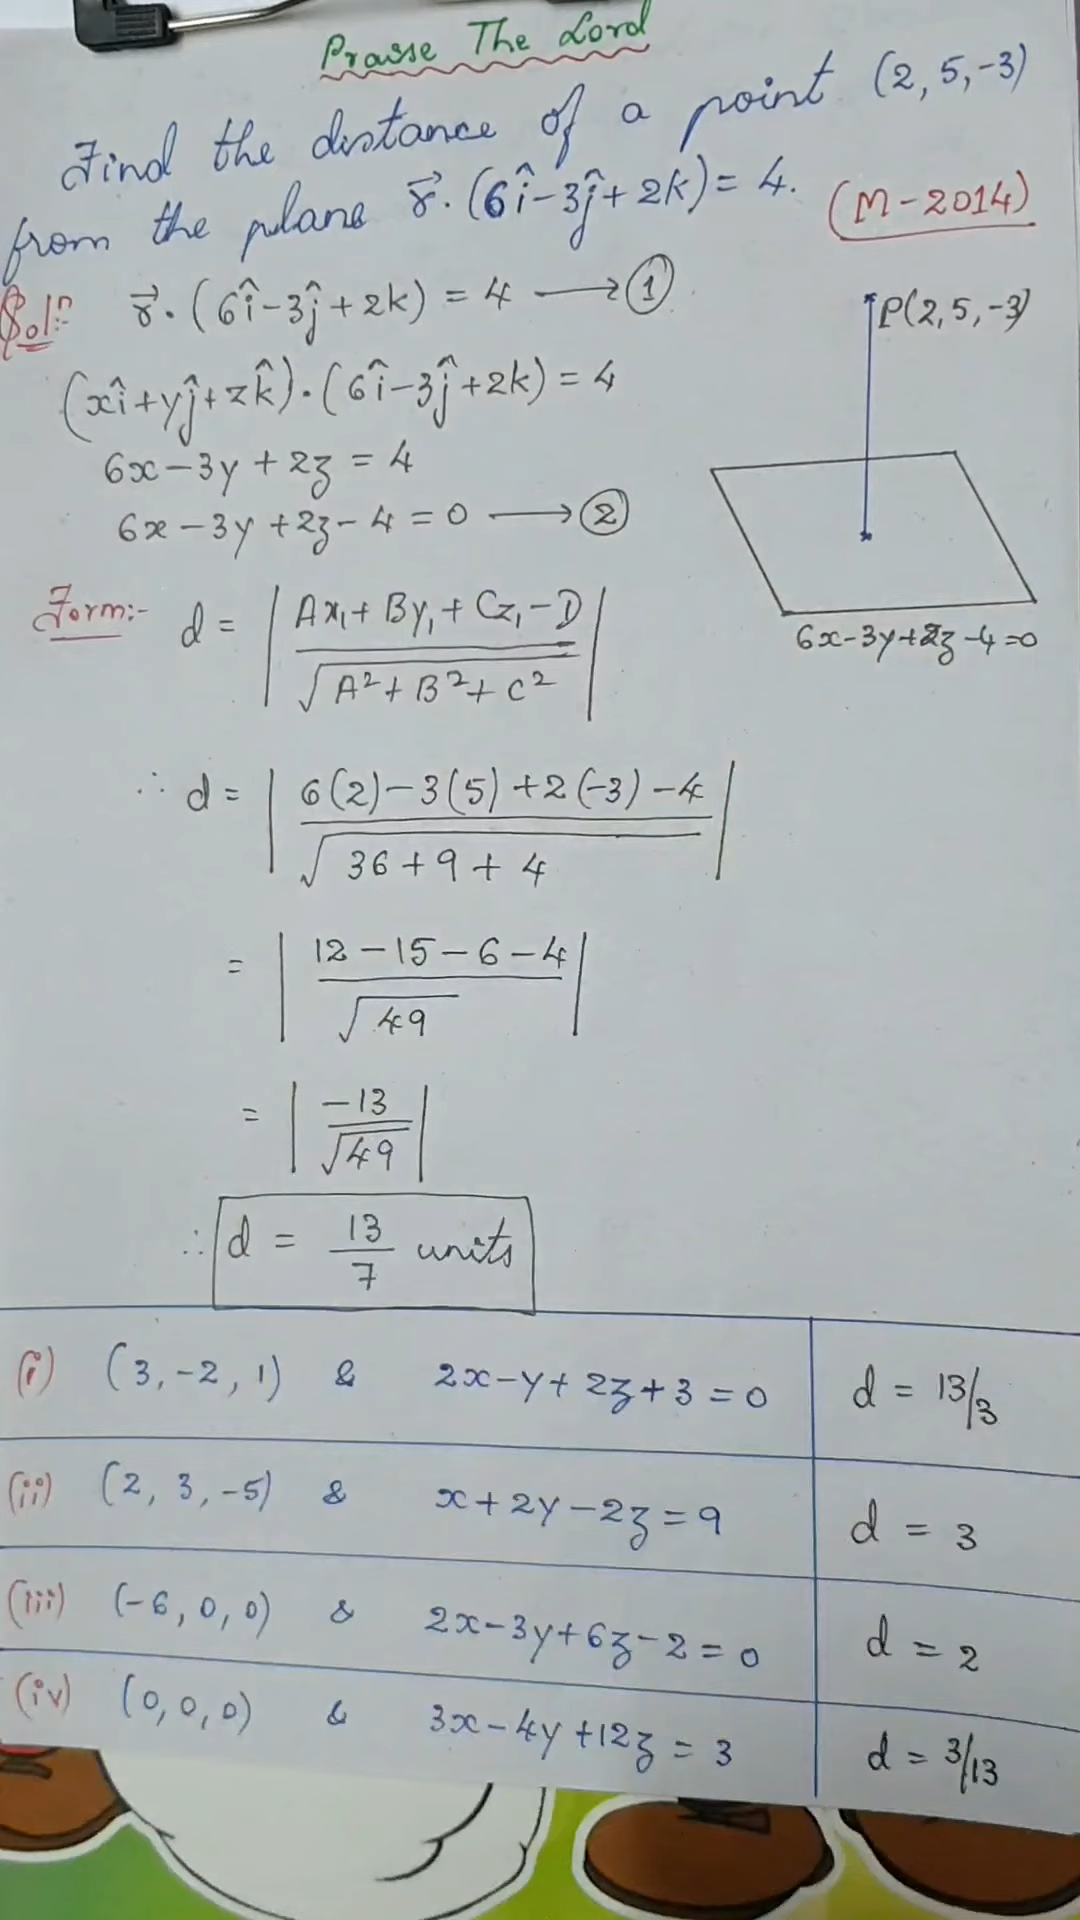 Praise The Lord
Find the distance of a point (2, 5, -3)
from the plane r⃗.(6î-3ĵ+2k)=4. (M-2014)
Sol:- r⃗.(6î-3ĵ+2k) = 4 ⟶ ①
P(2,5,-3)
(xî+yĵ+zk̂).(6î-3ĵ+2k) = 4
6x-3y+2z = 4
6x-3y+2z-4 = 0 ⟶ ②
6x-3y+2z-4=0
Form:- d = | Ax₁+By₁+Cz₁-D / √A²+B²+C² |
∴ d = | 6(2)-3(5)+2(-3)-4 / √36+9+4 |
= | 12-15-6-4 / √49 |
= | -13 / √49 |
∴ d = 13/7 units
(i) (3,-2,1) & 2x-y+2z+3=0 d = 13/3
(ii) (2, 3,-5) & x+2y-2z=9 d = 3
(iii) (-6,0,0) & 2x-3y+6z-2=0 d = 2
(iv) (0,0,0) & 3x-4y+12z=3 d = 3/13